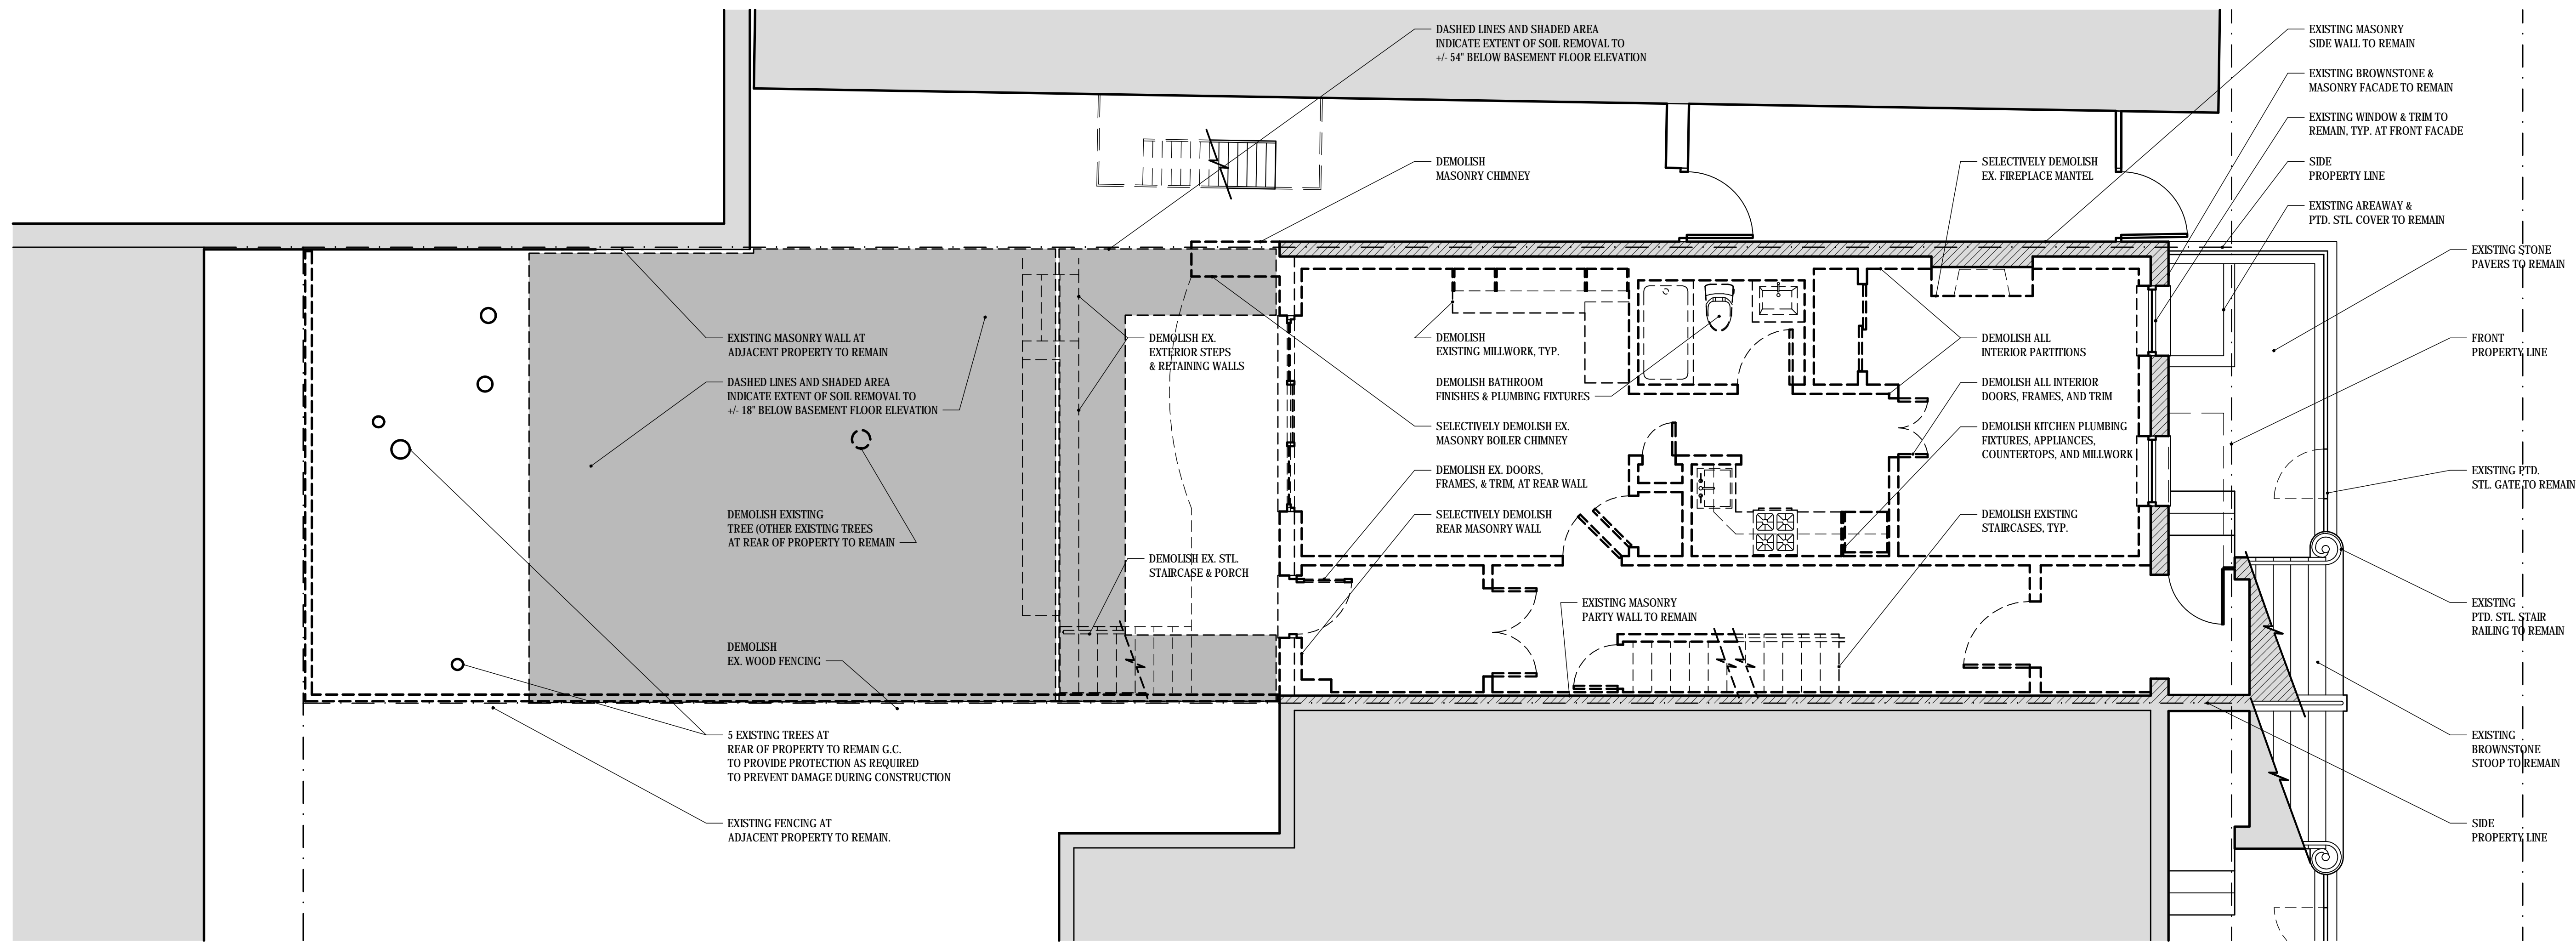 DASHED LINES AND SHADED AREA
INDICATE EXTENT OF SOIL REMOVAL TO
+/- 54" BELOW BASEMENT FLOOR ELEVATION
EXISTING MASONRY
SIDE WALL TO REMAIN
EXISTING BROWNSTONE &
MASONRY FACADE TO REMAIN
EXISTING WINDOW & TRIM TO
REMAIN, TYP. AT FRONT FACADE
SIDE
PROPERTY LINE
EXISTING AREAWAY &
PTD. STL. COVER TO REMAIN
EXISTING STONE
PAVERS TO REMAIN
FRONT
PROPERTY LINE
EXISTING PTD.
STL. GATE TO REMAIN
EXISTING
PTD. STL. STAIR
RAILING TO REMAIN
EXISTING
BROWNSTONE
STOOP TO REMAIN
SIDE
PROPERTY LINE
DEMOLISH
MASONRY CHIMNEY
SELECTIVELY DEMOLISH
EX. FIREPLACE MANTEL
EXISTING MASONRY WALL AT
ADJACENT PROPERTY TO REMAIN
DASHED LINES AND SHADED AREA
INDICATE EXTENT OF SOIL REMOVAL TO
+/- 18" BELOW BASEMENT FLOOR ELEVATION
DEMOLISH EXISTING
TREE (OTHER EXISTING TREES
AT REAR OF PROPERTY TO REMAIN
DEMOLISH
EX. WOOD FENCING
5 EXISTING TREES AT
REAR OF PROPERTY TO REMAIN G.C.
TO PROVIDE PROTECTION AS REQUIRED
TO PREVENT DAMAGE DURING CONSTRUCTION
EXISTING FENCING AT
ADJACENT PROPERTY TO REMAIN.
DEMOLISH EX.
EXTERIOR STEPS
& RETAINING WALLS
DEMOLISH EX. STL.
STAIRCASE & PORCH
DEMOLISH
EXISTING MILLWORK, TYP.
DEMOLISH BATHROOM
FINISHES & PLUMBING FIXTURES
SELECTIVELY DEMOLISH EX.
MASONRY BOILER CHIMNEY
DEMOLISH EX. DOORS,
FRAMES, & TRIM, AT REAR WALL
SELECTIVELY DEMOLISH
REAR MASONRY WALL
EXISTING MASONRY
PARTY WALL TO REMAIN
DEMOLISH ALL
INTERIOR PARTITIONS
DEMOLISH ALL INTERIOR
DOORS, FRAMES, AND TRIM
DEMOLISH KITCHEN PLUMBING
FIXTURES, APPLIANCES,
COUNTERTOPS, AND MILLWORK
DEMOLISH EXISTING
STAIRCASES, TYP.